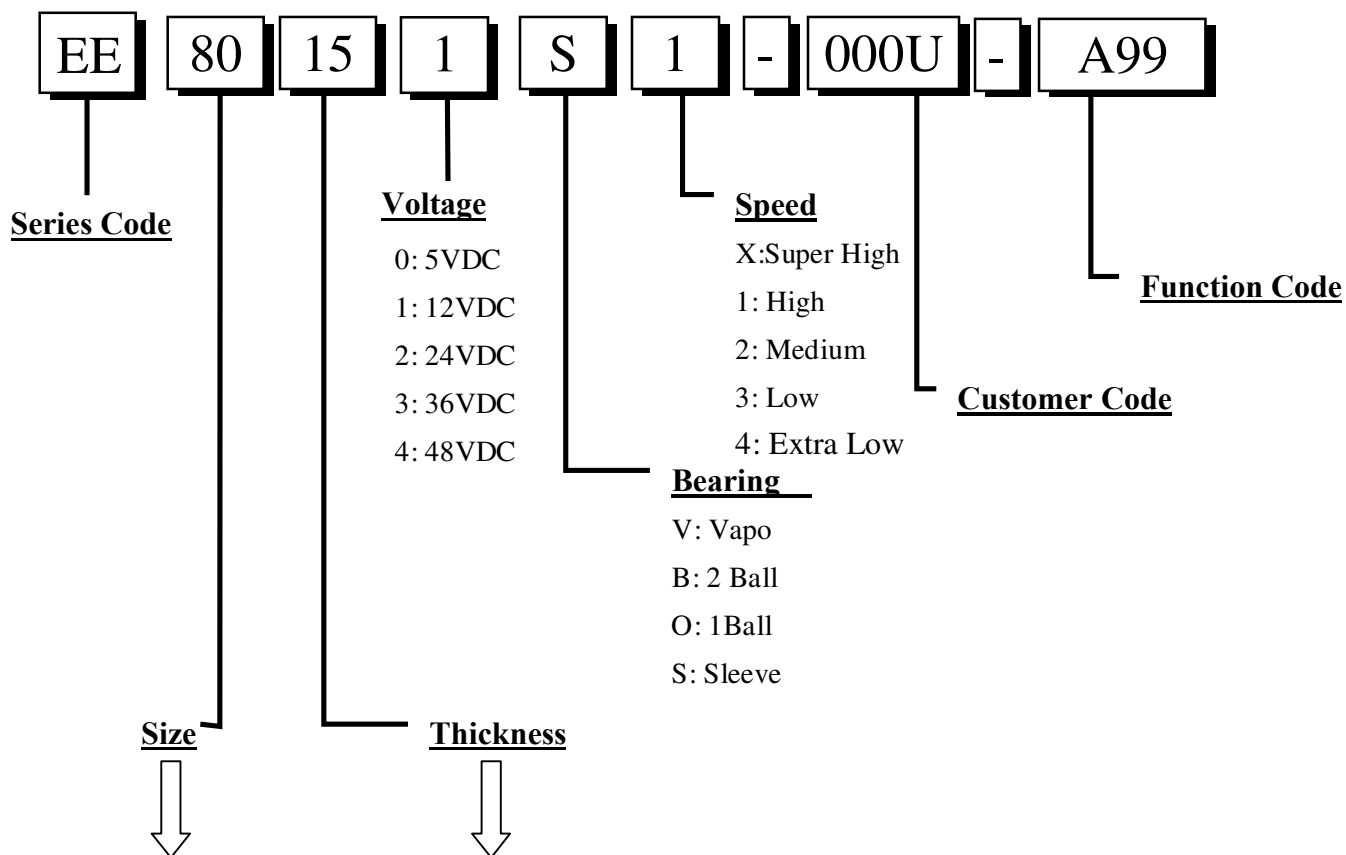 EE 80 15 1 S 1 - 000U - A99
Series Code
Voltage
0: 5VDC
1: 12VDC
2: 24VDC
3: 36VDC
4: 48VDC
Speed
X:Super High
1: High
2: Medium
3: Low
4: Extra Low
Function Code
Customer Code
Bearing
V: Vapo
B: 2 Ball
O: 1Ball
S: Sleeve
Size
Thickness